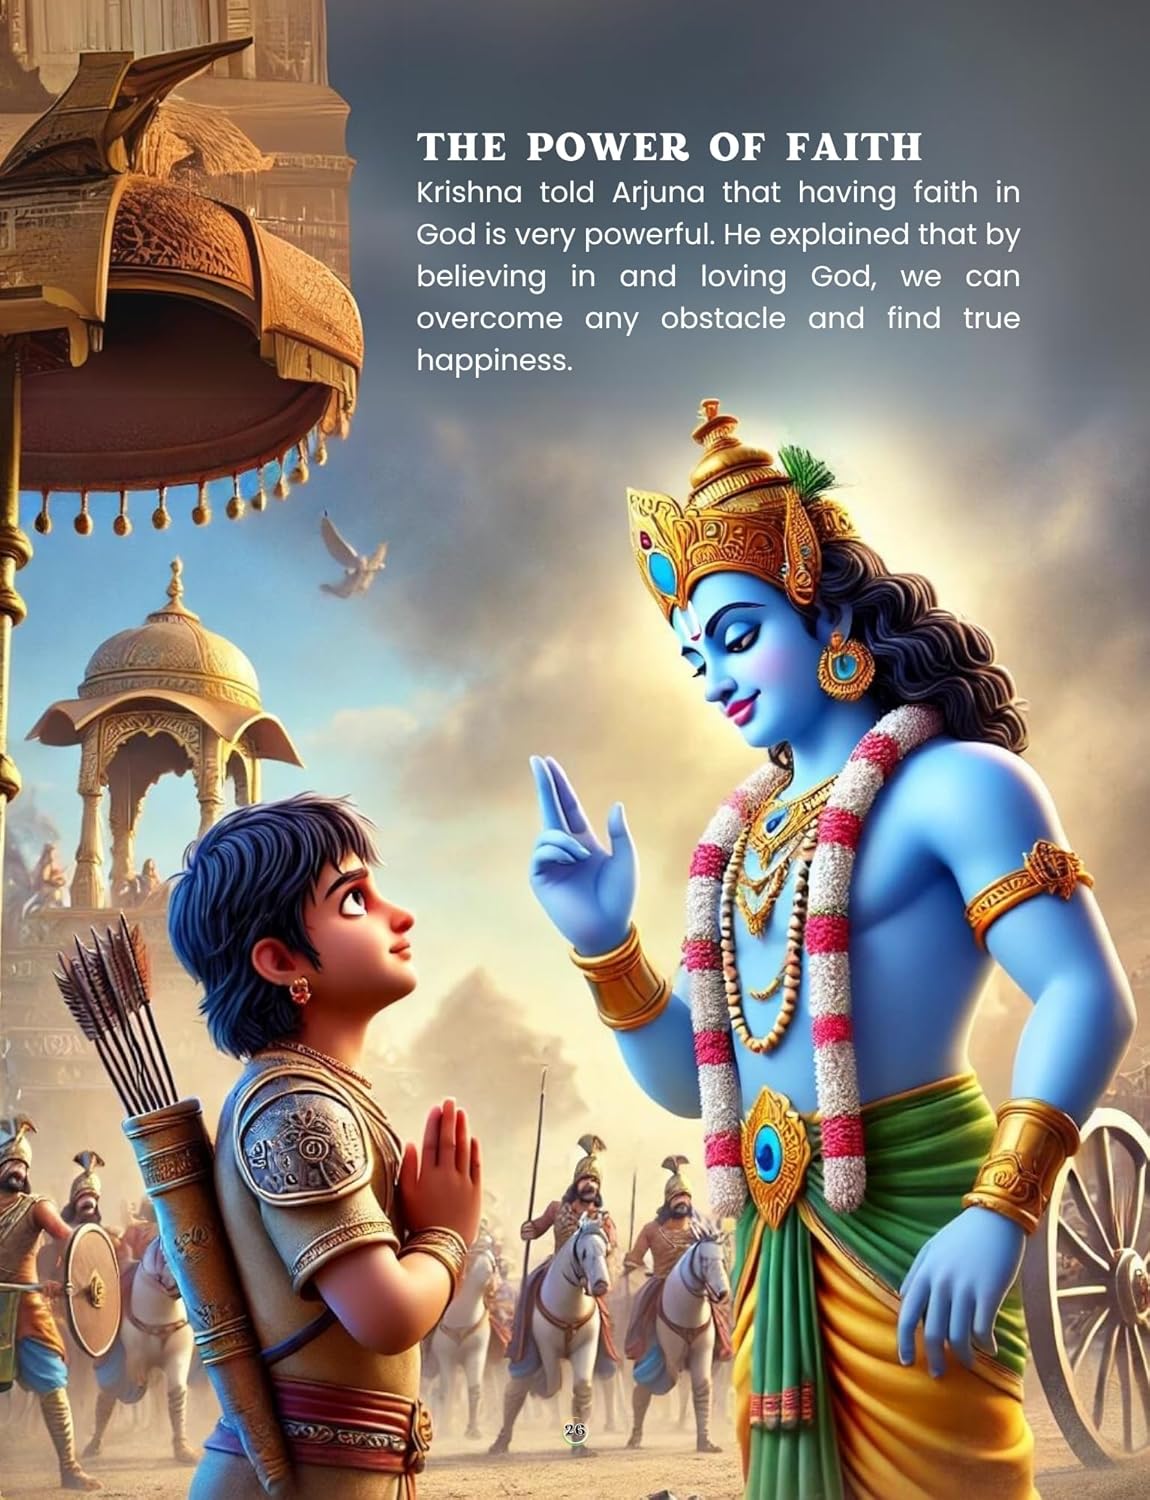 THE POWER OF FAITH
Krishna told Arjuna that having faith in
God is very powerful. He explained that by
believing in and loving God, we can
overcome any obstacle and find true
happiness.
26